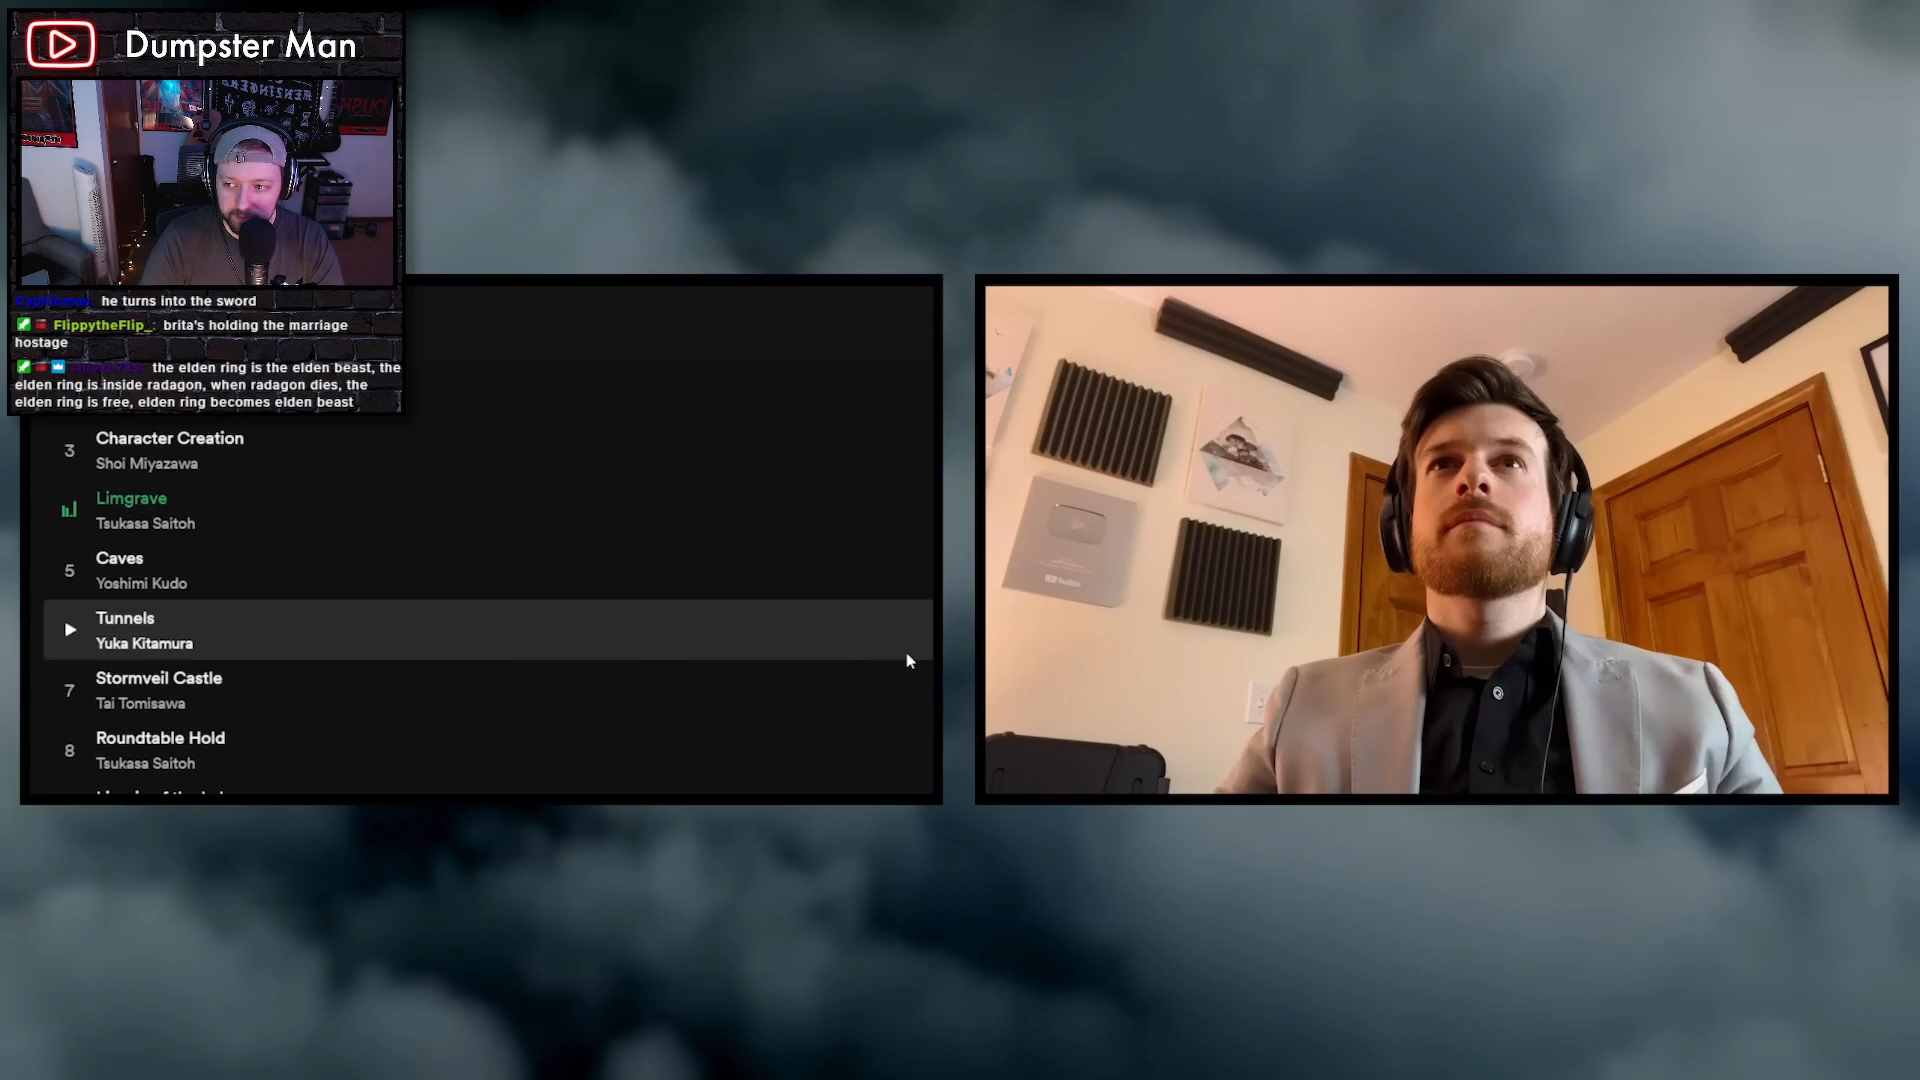 Dumpster Man
he turns into the sword
FlippytheFlip_: brita's holding the marriage
hostage
the elden ring is the elden beast, the
elden ring is inside radagon, when radagon dies, the
elden ring is free, elden ring becomes elden beast
3
Character Creation
Shoi Miyazawa
Limgrave
Tsukasa Saitoh
5
Caves
Yoshimi Kudo
Tunnels
Yuka Kitamura
7
Stormveil Castle
Tai Tomisawa
8
Roundtable Hold
Tsukasa Saitoh
YouTube